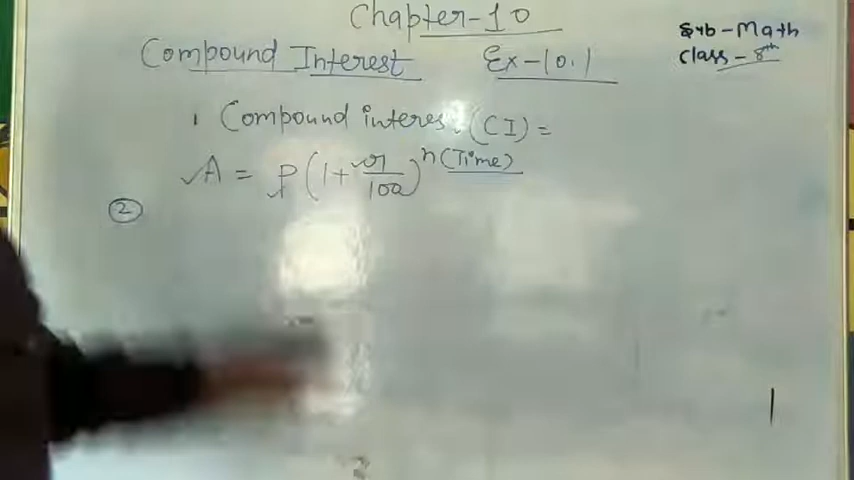 Chapter-10
Sub-Math
Class-8th
Compound Interest Ex-10.1
1 Compound interest (CI) =
✓A = P(1+r/100)^n(Time)
②